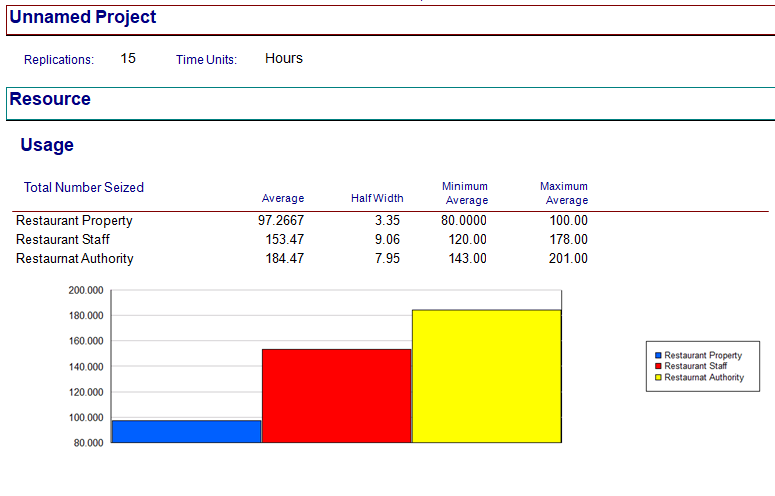 Unnamed Project
Replications: 15 Time Units: Hours
Resource
Usage
Total Number Seized Average Half Width Minimum Average Maximum Average
Restaurant Property 97.2667 3.35 80.0000 100.00
Restaurant Staff 153.47 9.06 120.00 178.00
Restaurnat Authority 184.47 7.95 143.00 201.00
200.000
180.000
160.000
140.000
120.000
100.000
80.000
Restaurant Property
Restaurant Staff
Restaurnat Authority